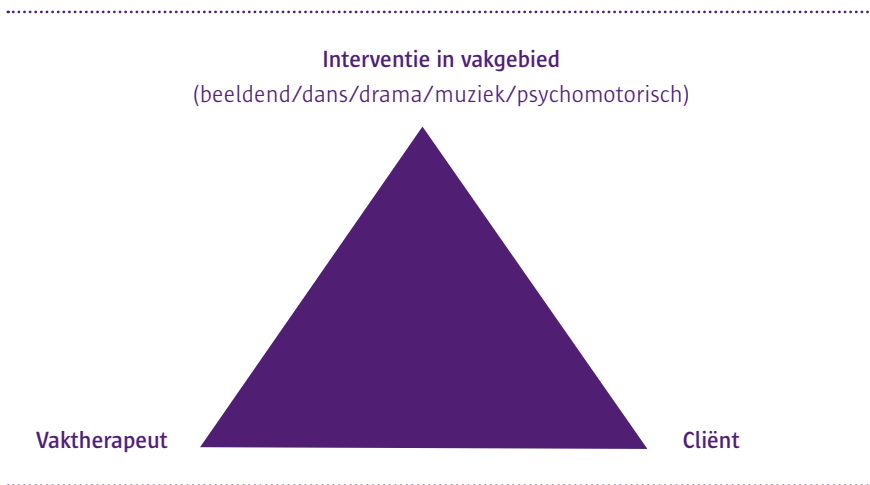 Interventie in vakgebied
(beeldend/dans/drama/muziek/psychomotorisch)
Vaktherapeut
Cliënt